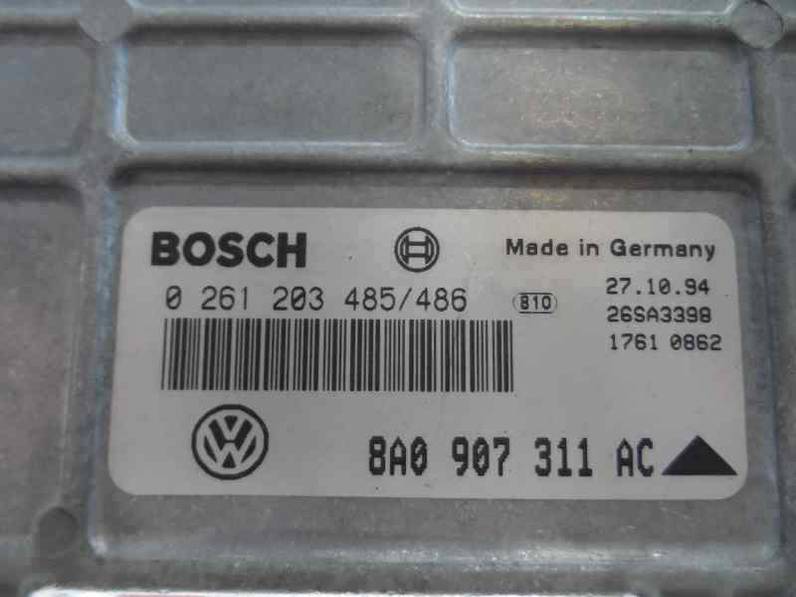 BOSCH
Made in Germany
0 261 203 485/486
810
27.10.94
26SA3398
1761 0862
VW
8A0 907 311 AC